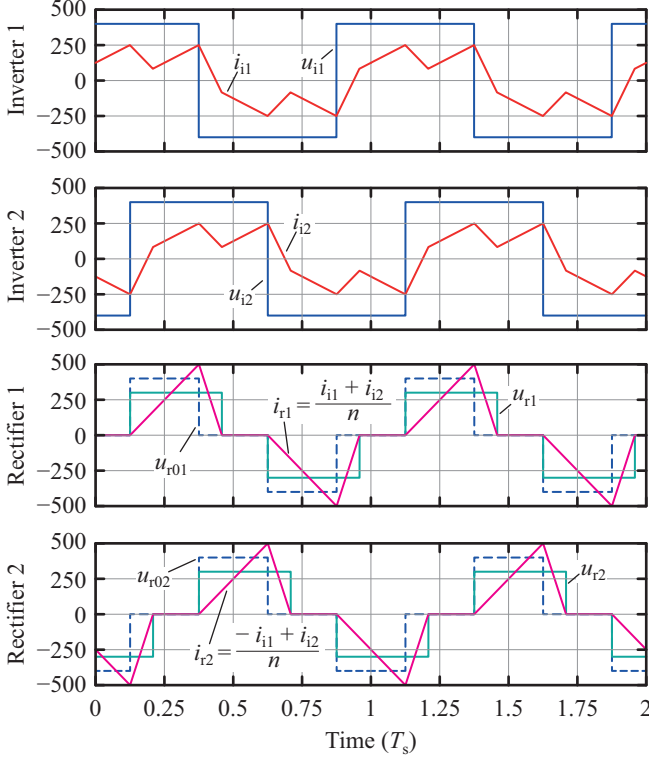 Inverter 1
500
250
0
−250
−500
i_i1
u_i1
Inverter 2
500
250
0
−250
−500
i_i2
u_i2
Rectifier 1
500
250
0
−250
−500
i_r1 = (i_i1 + i_i2) / n
u_r01
u_r1
Rectifier 2
500
250
0
−250
−500
u_r02
i_r2 = (− i_i1 + i_i2) / n
u_r2
0 0.25 0.5 0.75 1 1.25 1.5 1.75 2
Time (T_s)